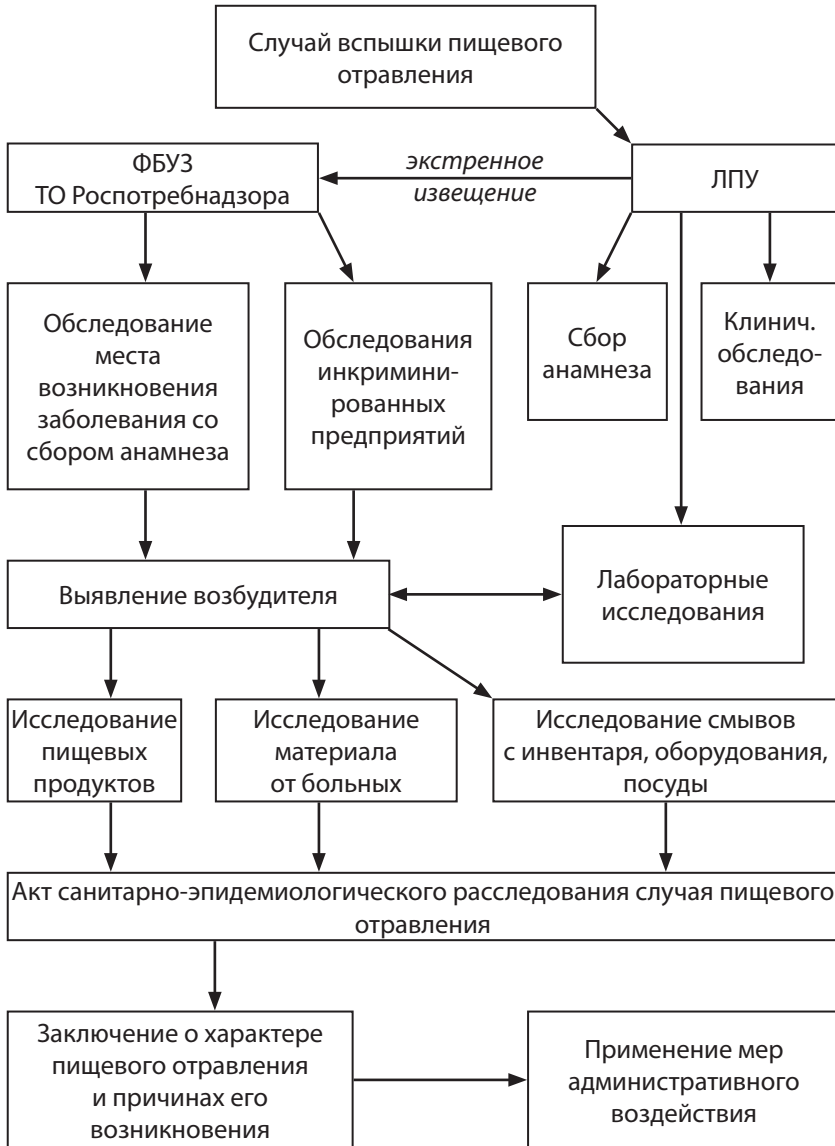 Случай вспышки пищевого
отравления
ФБУЗ
ТО Роспотребнадзора
экстренное
извещение
ЛПУ
Обследование
места
возникновения
заболевания со
сбором анамнеза
Обследования
инкримини-
рованных
предприятий
Сбор
анамнеза
Клинич.
обследо-
вания
Выявление возбудителя
Лабораторные
исследования
Исследование
пищевых
продуктов
Исследование
материала
от больных
Исследование смывов
с инвентаря, оборудования,
посуды
Акт санитарно-эпидемиологического расследования случая пищевого
отравления
Заключение о характере
пищевого отравления
и причинах его
возникновения
Применение мер
административного
воздействия